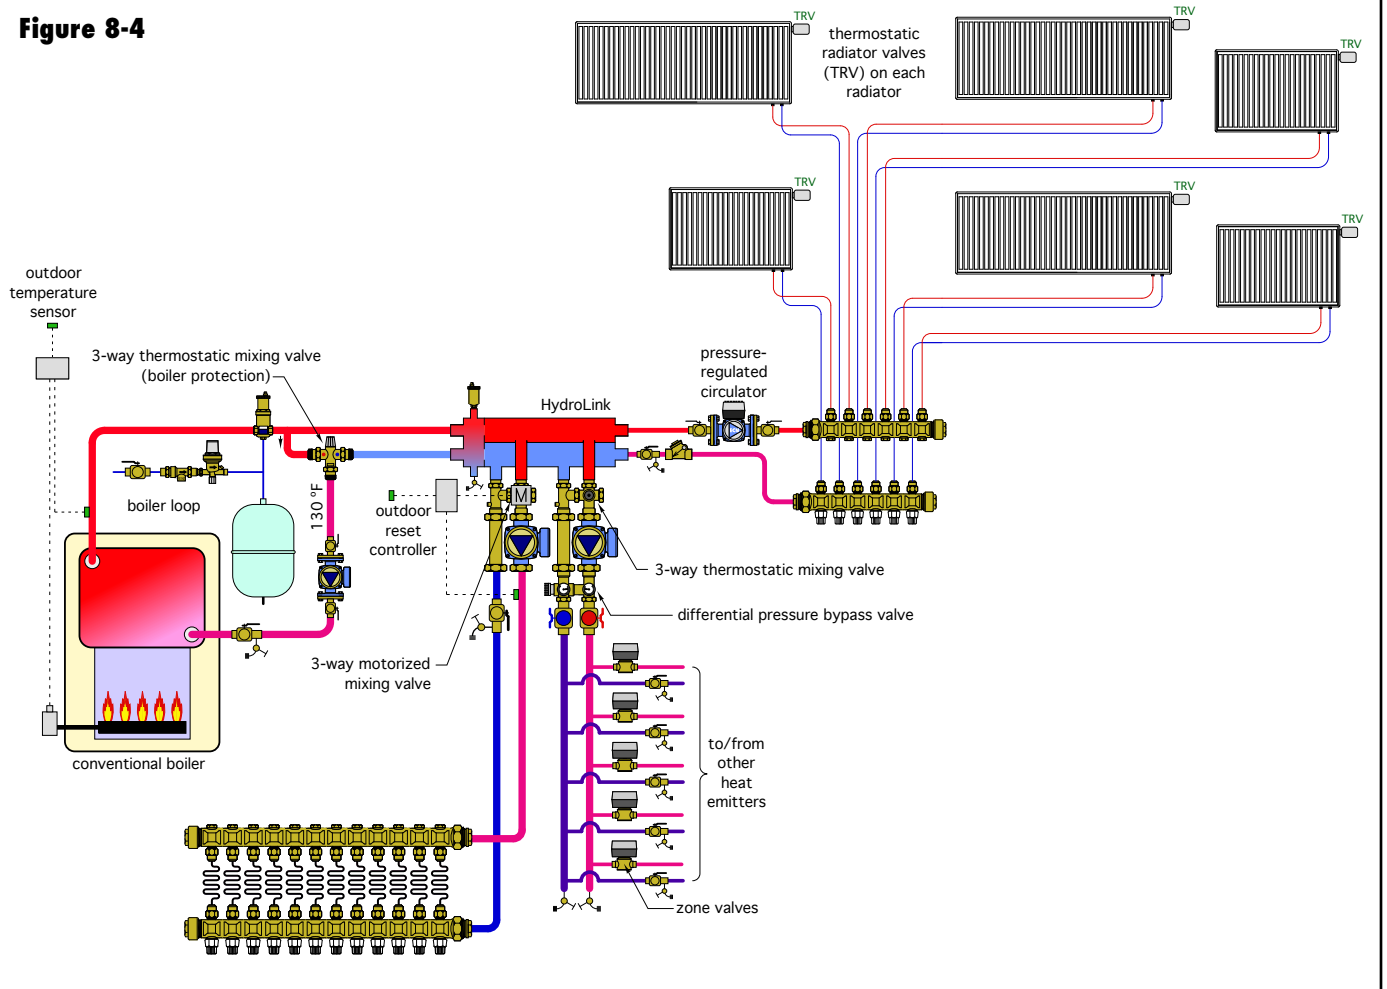 Figure 8-4
TRV
thermostatic
radiator valves
(TRV) on each
radiator
TRV
TRV
TRV
TRV
TRV
outdoor
temperature
sensor
3-way thermostatic mixing valve
(boiler protection)
pressure-
regulated
circulator
HydroLink
boiler loop
130 ºF
M
outdoor
reset
controller
3-way thermostatic mixing valve
differential pressure bypass valve
3-way motorized
mixing valve
conventional boiler
to/from
other
heat
emitters
zone valves